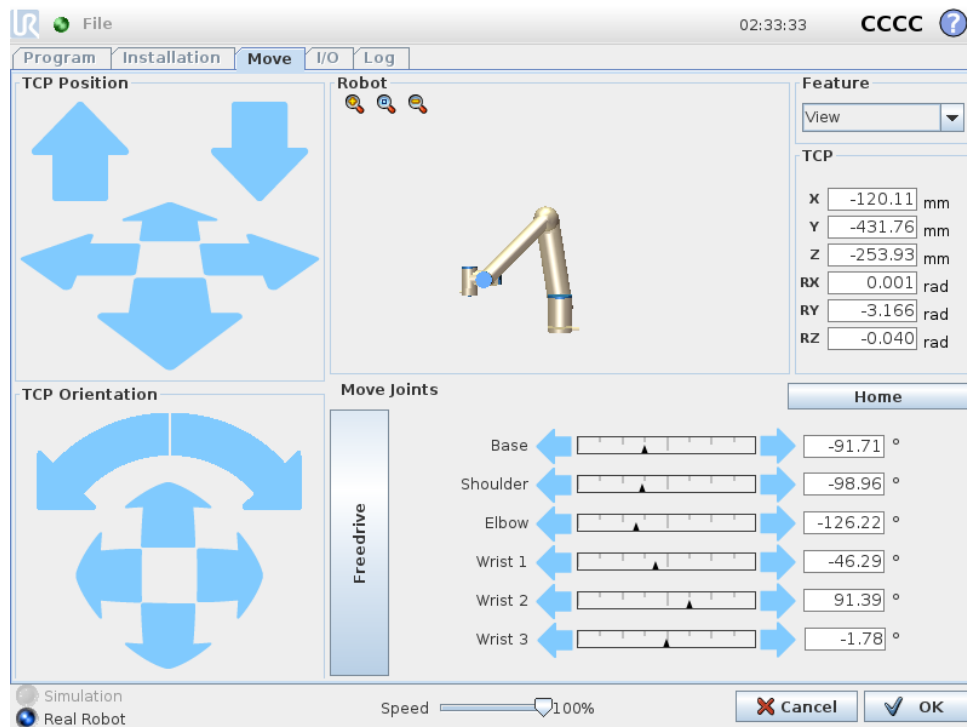 UR File 02:33:33 CCCC ?
Program Installation Move I/O Log
TCP Position
Robot
Feature
View
TCP
X -120.11 mm
Y -431.76 mm
Z -253.93 mm
RX 0.001 rad
RY -3.166 rad
RZ -0.040 rad
TCP Orientation
Move Joints
Home
Freedrive
Base -91.71 °
Shoulder -98.96 °
Elbow -126.22 °
Wrist 1 -46.29 °
Wrist 2 91.39 °
Wrist 3 -1.78 °
Simulation
Real Robot
Speed 100%
Cancel
OK